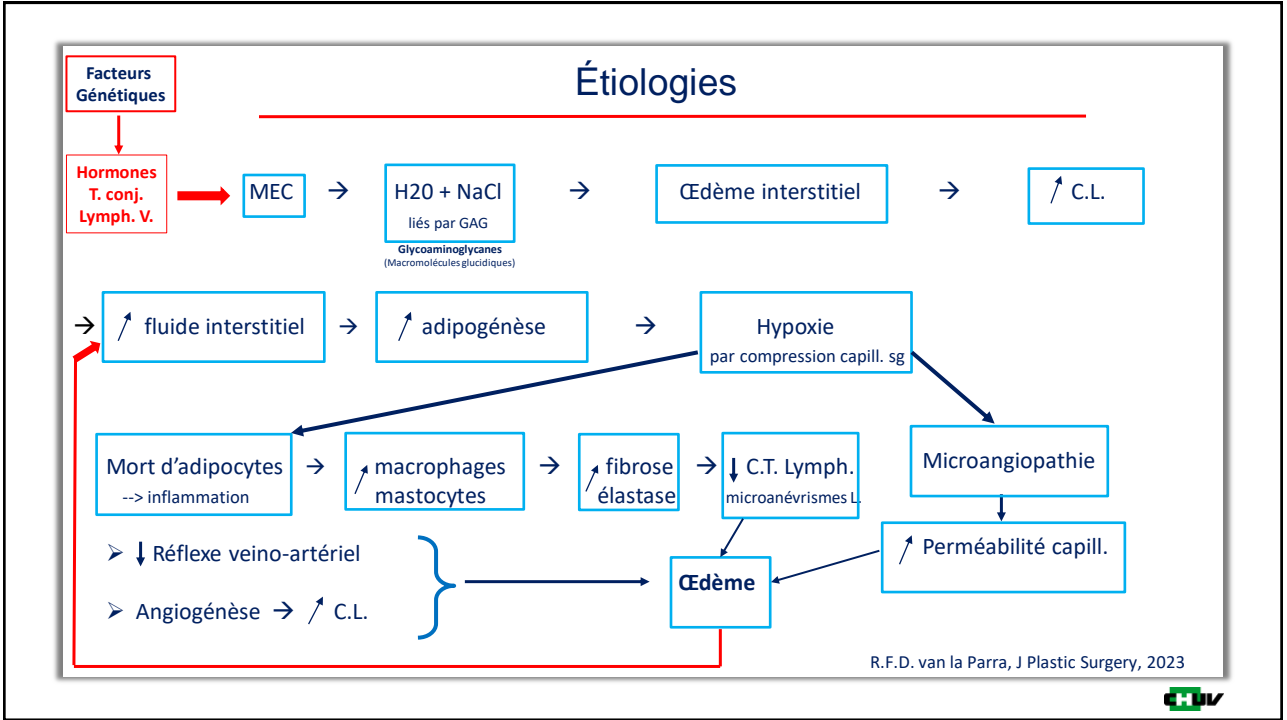 Facteurs
Génétiques
Étiologies
Hormones
T. conj.
Lymph. V.
MEC → H20 + NaCl → Œdème interstitiel → ↗ C.L.
liés par GAG
Glycoaminoglycanes
(Macromolécules glucidiques)
→ ↗ fluide interstitiel → ↗ adipogénèse → Hypoxie
par compression capill. sg
Mort d'adipocytes → ↗ macrophages → ↗ fibrose → ↓ C.T. Lymph.
--> inflammation mastocytes élastase microanévrismes L.
Microangiopathie
➢ ↓ Réflexe veino-artériel
↗ Perméabilité capill.
Œdème
➢ Angiogénèse → ↗ C.L.
R.F.D. van la Parra, J Plastic Surgery, 2023
CHUV